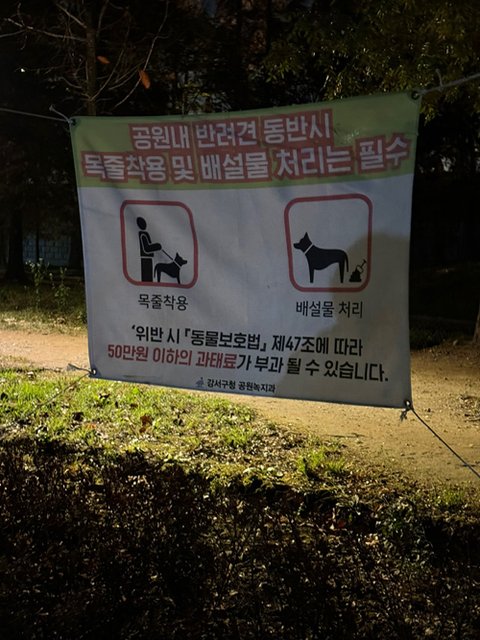 공원내 반려견 동반시
목줄착용 및 배설물 처리는 필수
목줄착용
배설물 처리
'위반 시 「동물보호법」 제47조에 따라
50만원 이하의 과태료가 부과 될 수 있습니다.
강서구청 공원녹지과